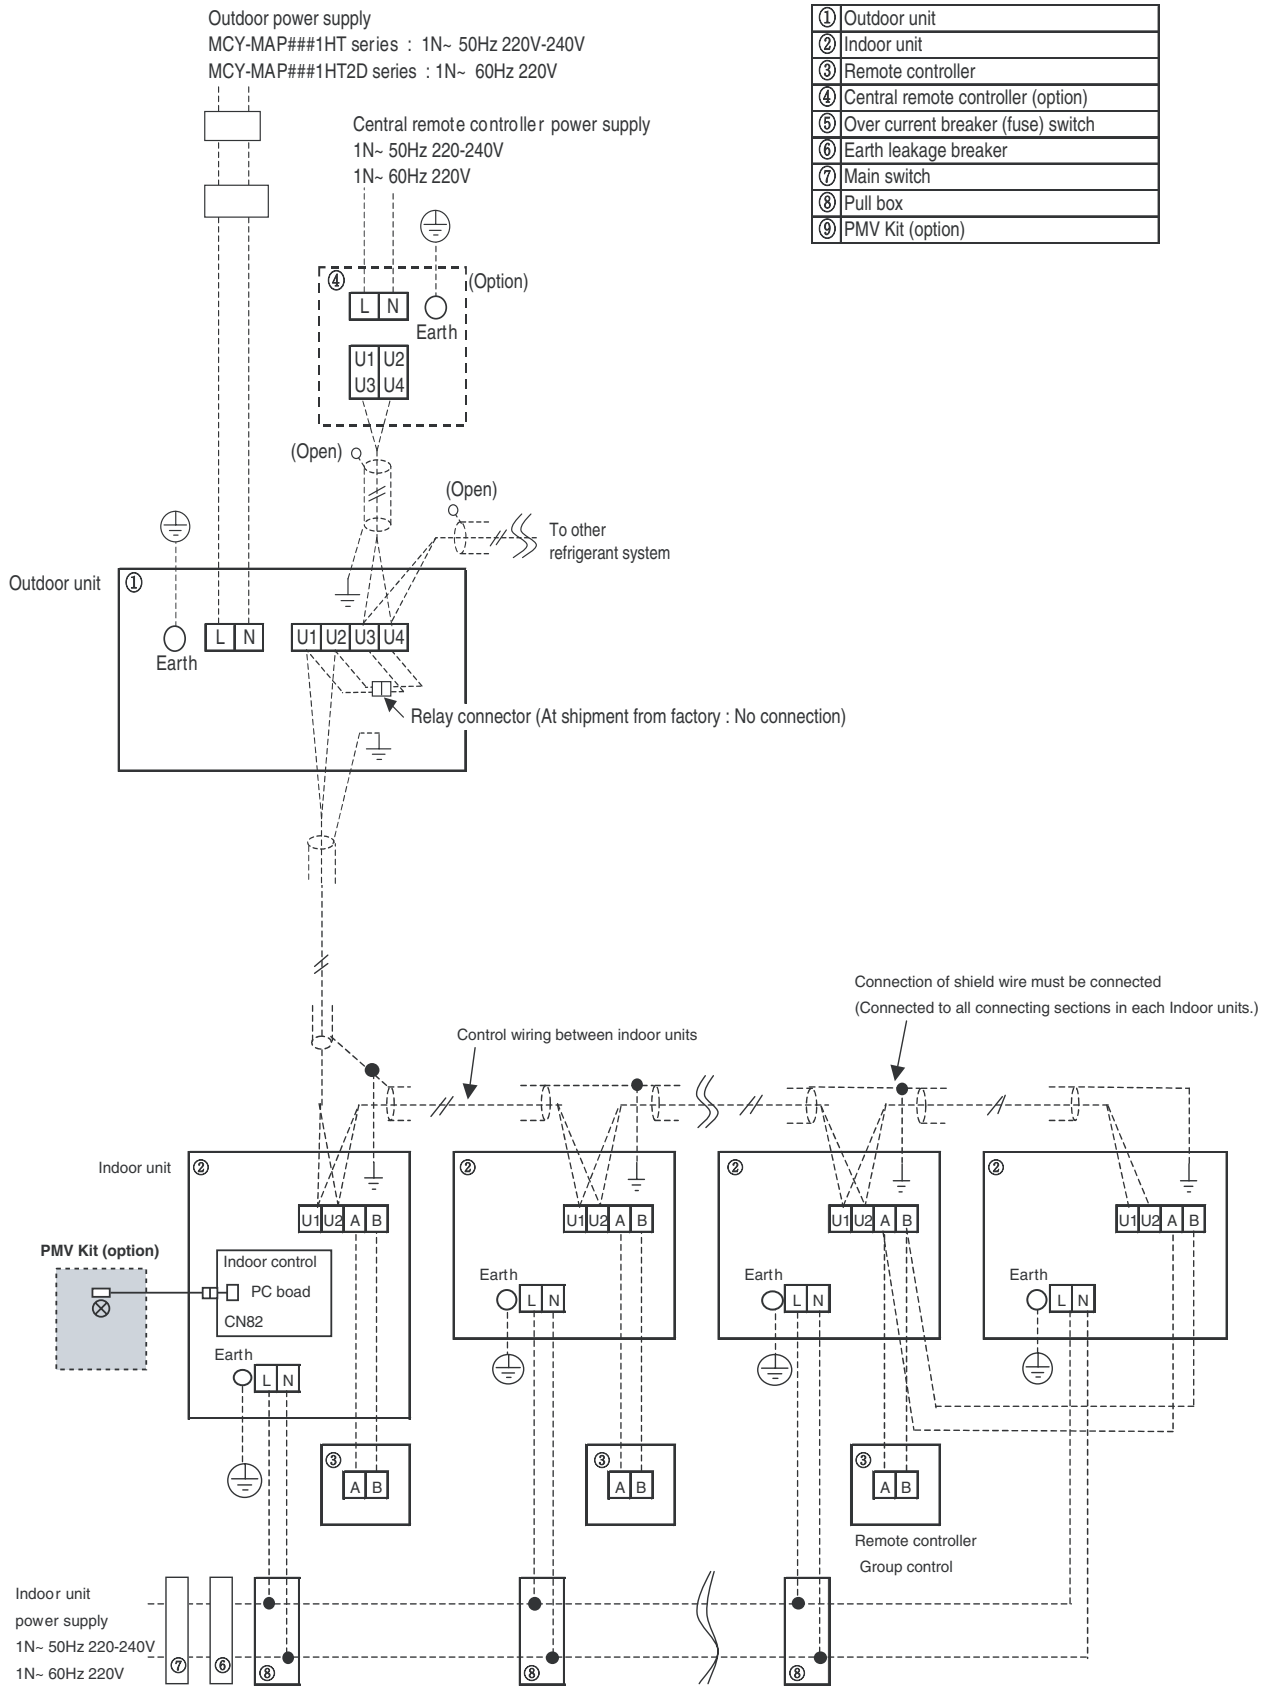 Outdoor power supply
MCY-MAP###1HT series : 1N~ 50Hz 220V-240V
MCY-MAP###1HT2D series : 1N~ 60Hz 220V
① Outdoor unit
② Indoor unit
③ Remote controller
④ Central remote controller (option)
⑤ Over current breaker (fuse) switch
⑥ Earth leakage breaker
⑦ Main switch
⑧ Pull box
⑨ PMV Kit (option)
Central remote controller power supply
1N~ 50Hz 220-240V
1N~ 60Hz 220V
④
(Option)
L N
Earth
U1 U2
U3 U4
(Open)
(Open)
To other
refrigerant system
Outdoor unit
①
Earth
L N
U1 U2 U3 U4
Relay connector (At shipment from factory : No connection)
Connection of shield wire must be connected
(Connected to all connecting sections in each Indoor units.)
Control wiring between indoor units
Indoor unit
②
②
②
②
U1 U2 A B
U1 U2 A B
U1 U2 A B
U1 U2 A B
PMV Kit (option)
Indoor control
PC boad
CN82
Earth
L N
Earth
L N
Earth
L N
Earth
L N
③
A B
③
A B
③
A B
Remote controller
Group control
Indoor unit
power supply
1N~ 50Hz 220-240V
1N~ 60Hz 220V
⑦
⑥
⑧
⑧
⑧